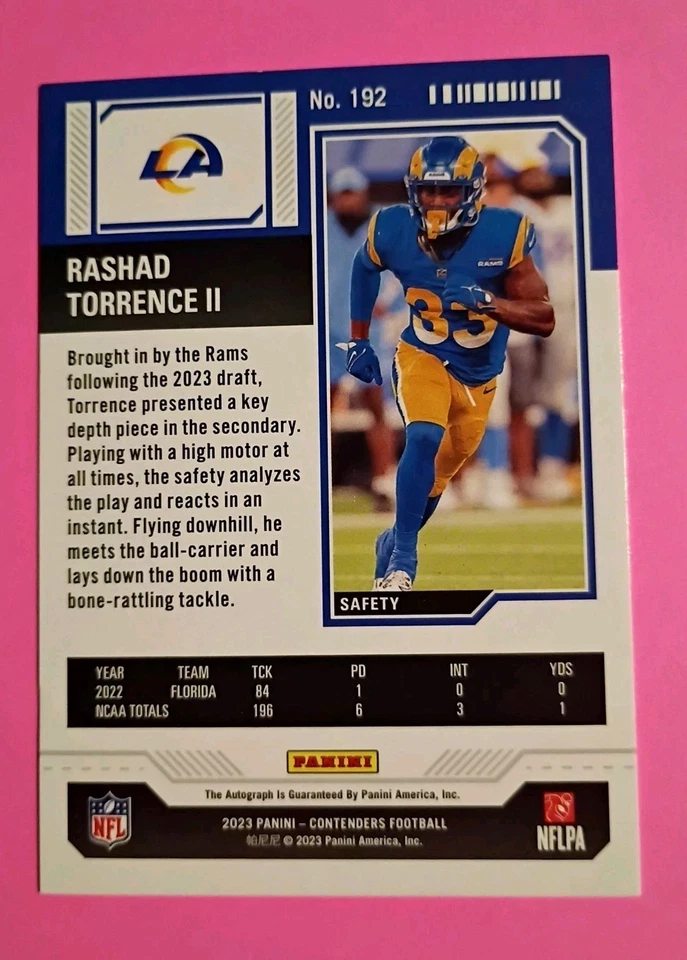 No. 192
LA
RASHAD
TORRENCE II
Brought in by the Rams
following the 2023 draft,
Torrence presented a key
depth piece in the secondary.
Playing with a high motor at
all times, the safety analyzes
the play and reacts in an
instant. Flying downhill, he
meets the ball-carrier and
lays down the boom with a
bone-rattling tackle.
RAMS
33
SAFETY
YEAR TEAM TCK PD INT YDS
2022 FLORIDA 84 1 0 0
NCAA TOTALS 196 6 3 1
PANINI
The Autograph Is Guaranteed By Panini America, Inc.
NFL
2023 PANINI – CONTENDERS FOOTBALL
帕尼尼 © 2023 Panini America, Inc.
NFLPA